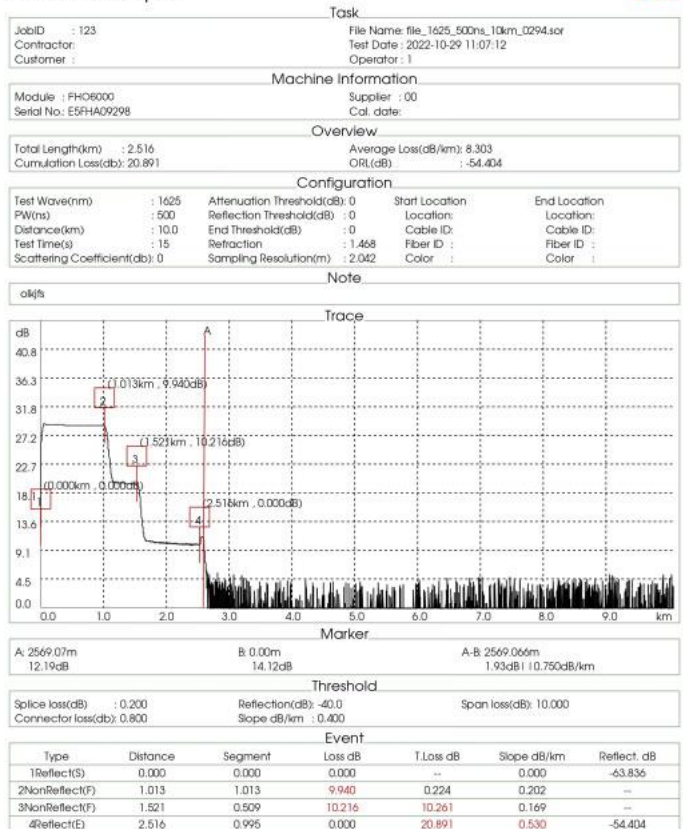 Task
JobID : 123 File Name: file_1625_500ns_10km_0294.sor
Contractor: Test Date : 2022-10-29 11:07:12
Customer : Operator : 1
Machine Information
Module : FHO6000 Supplier : 00
Serial No.: E5FHA09298 Cal. date:
Overview
Total Length(km) : 2.516 Average Loss(dB/km): 8.303
Cumulation Loss(db): 20.891 ORL(dB) : -54.404
Configuration
Test Wave(nm) : 1625 Attenuation Threshold(dB): 0 Start Location End Location
PW(ns) : 500 Reflection Threshold(dB) : 0 Location: Location:
Distance(km) : 10.0 End Threshold(dB) : 0 Cable ID: Cable ID:
Test Time(s) : 15 Refraction : 1.468 Fiber ID : Fiber ID :
Scattering Coefficient(db): 0 Sampling Resolution(m) : 2.042 Color : Color :
Note
olkjfs
Trace
dB A
40.8
36.3 (1.013km , 9.940dB)
2
31.8
27.2 (1.521km , 10.216dB)
3
22.7
(0.000km , 0.000dB)
18.1 1 (2.516km , 0.000dB)
4
13.6
9.1
4.5
0.0
0.0 1.0 2.0 3.0 4.0 5.0 6.0 7.0 8.0 9.0 km
Marker
A: 2569.07m B: 0.00m A-B: 2569.066m
12.19dB 14.12dB 1.93dB| |0.750dB/km
Threshold
Splice loss(dB) : 0.200 Reflection(dB): -40.0 Span loss(dB): 10.000
Connector loss(db): 0.800 Slope dB/km : 0.400
Event
Type Distance Segment Loss dB T.Loss dB Slope dB/km Reflect. dB
1Reflect(S) 0.000 0.000 0.000 -- 0.000 -63.836
2NonReflect(F) 1.013 1.013 9.940 0.224 0.202 --
3NonReflect(F) 1.521 0.509 10.216 10.261 0.169 --
4Reflect(E) 2.516 0.995 0.000 20.891 0.530 -54.404